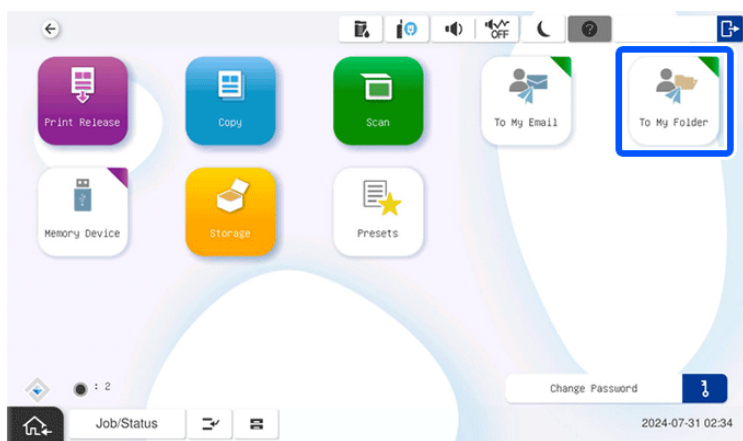 OFF
?
Print Release
Copy
Scan
To My Email
To My Folder
Memory Device
Storage
Presets
: 2
Change Password
Job/Status
2024-07-31 02:34